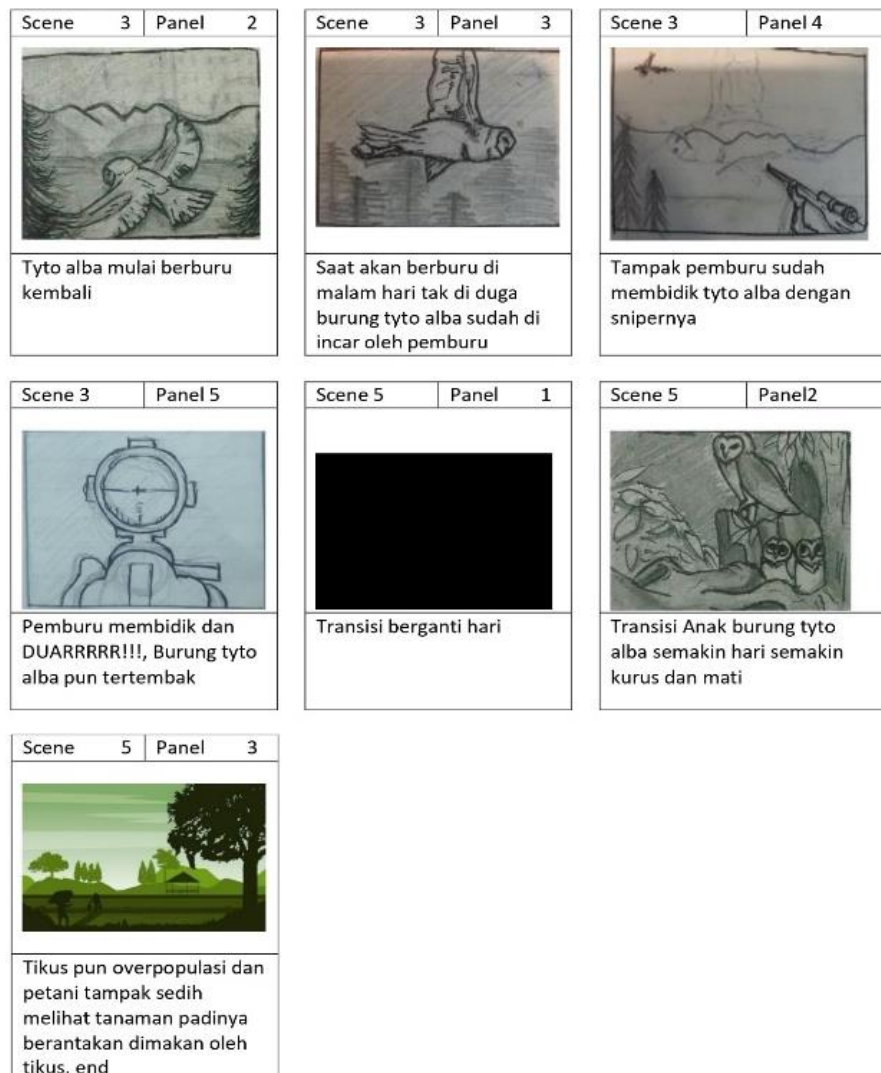 Scene 3 Panel 2
Tyto alba mulai berburu
kembali
Scene 3 Panel 3
Saat akan berburu di
malam hari tak di duga
burung tyto alba sudah di
incar oleh pemburu
Scene 3 Panel 4
Tampak pemburu sudah
membidik tyto alba dengan
snipernya
Scene 3 Panel 5
Pemburu membidik dan
DUARRRRR!!!, Burung tyto
alba pun tertembak
Scene 5 Panel 1
Transisi berganti hari
Scene 5 Panel2
Transisi Anak burung tyto
alba semakin hari semakin
kurus dan mati
Scene 5 Panel 3
Tikus pun overpopulasi dan
petani tampak sedih
melihat tanaman padinya
berantakan dimakan oleh
tikus, end